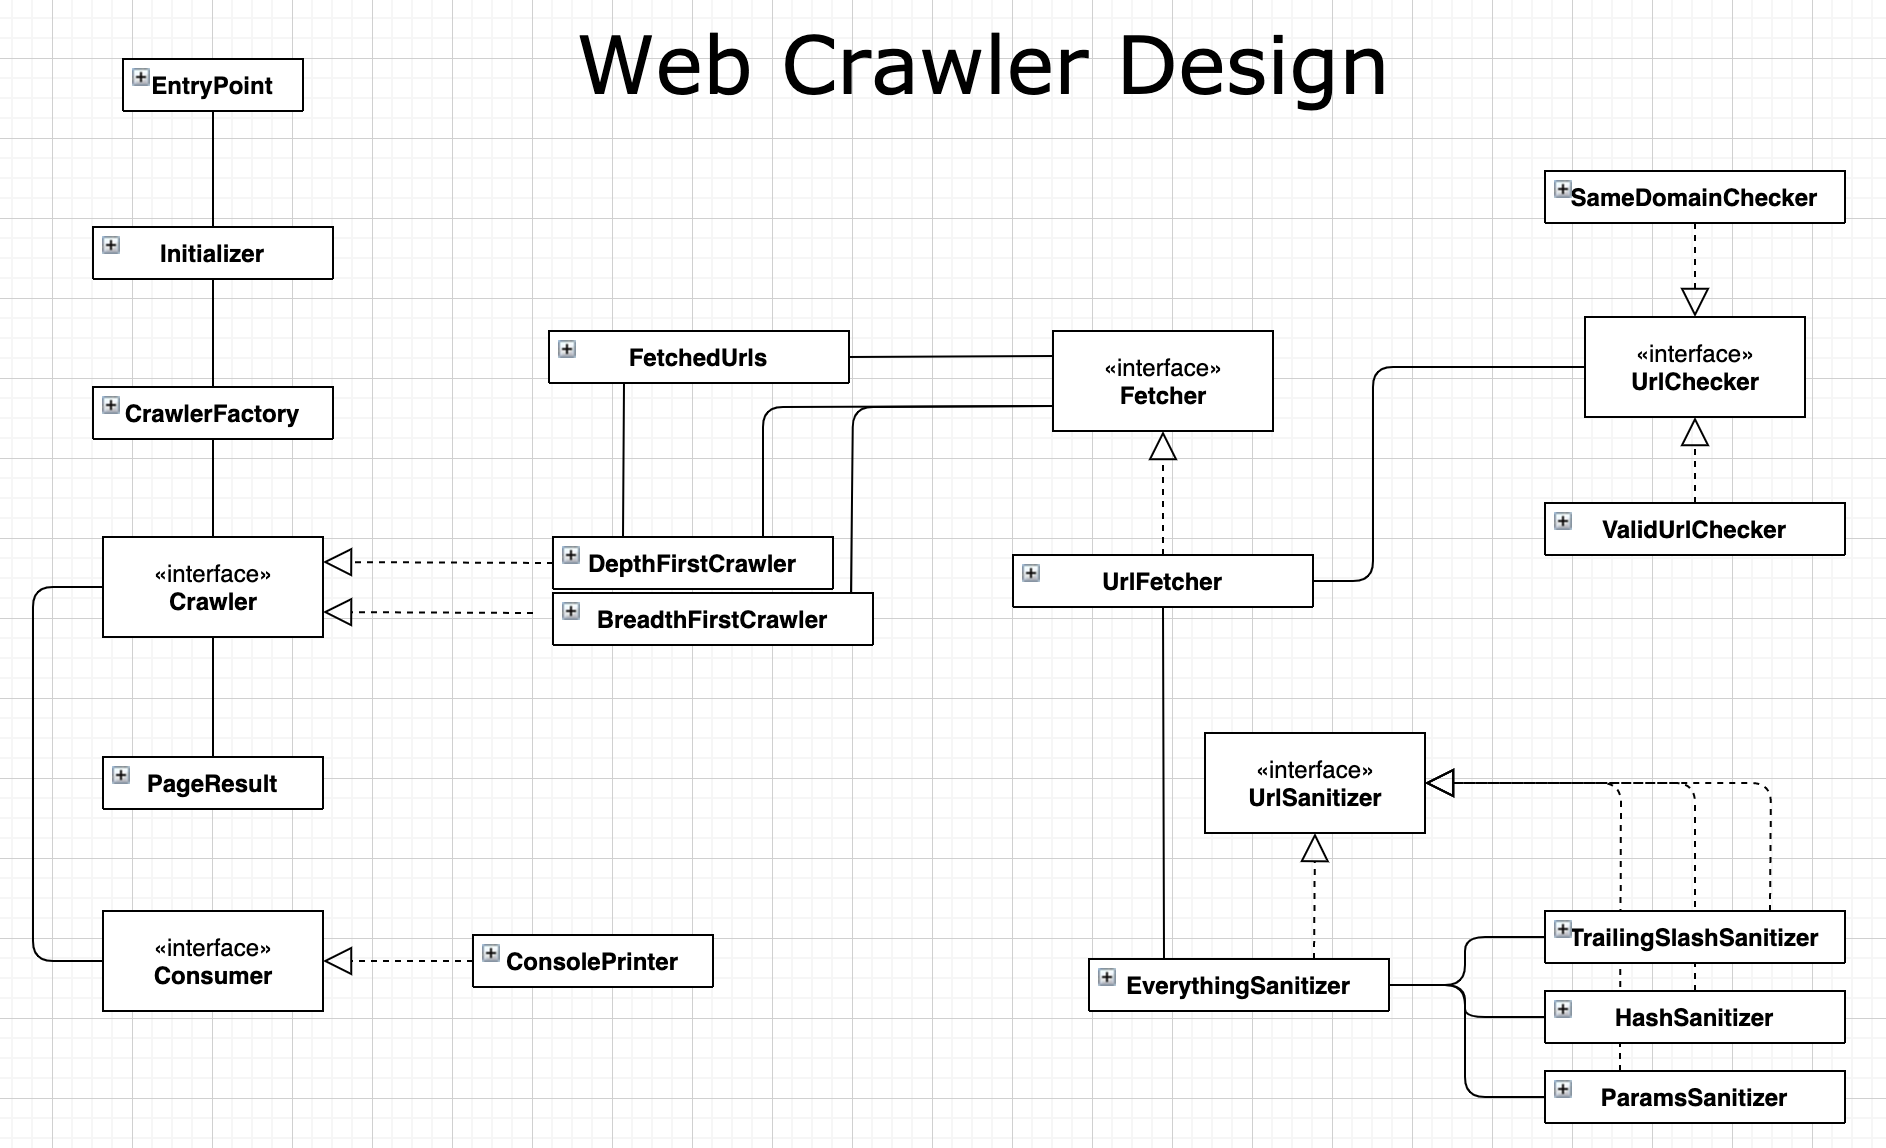 Web Crawler Design
EntryPoint
Initializer
CrawlerFactory
«interface»
Crawler
PageResult
«interface»
Consumer
ConsolePrinter
FetchedUrls
DepthFirstCrawler
BreadthFirstCrawler
«interface»
Fetcher
UrlFetcher
SameDomainChecker
«interface»
UrlChecker
ValidUrlChecker
«interface»
UrlSanitizer
EverythingSanitizer
TrailingSlashSanitizer
HashSanitizer
ParamsSanitizer